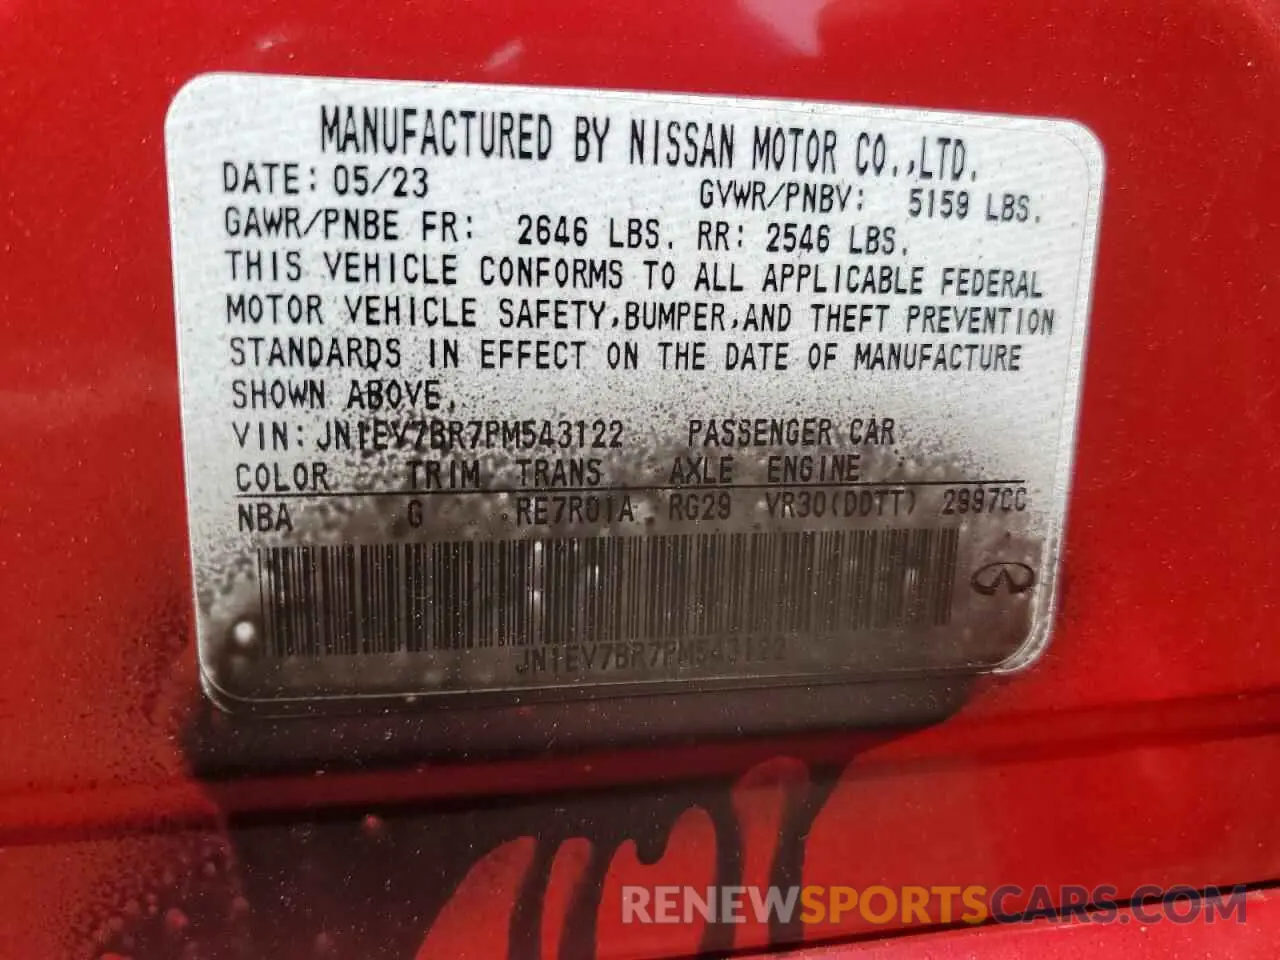 MANUFACTURED BY NISSAN MOTOR CO.,LTD.
DATE: 05/23 GVWR/PNBV: 5159 LBS.
GAWR/PNBE FR: 2646 LBS. RR: 2546 LBS.
THIS VEHICLE CONFORMS TO ALL APPLICABLE FEDERAL
MOTOR VEHICLE SAFETY,BUMPER,AND THEFT PREVENTION
STANDARDS IN EFFECT ON THE DATE OF MANUFACTURE
SHOWN ABOVE.
VIN: JN1EV7BR7PM543122 PASSENGER CAR
COLOR TRIM TRANS AXLE ENGINE
NBA G RE7R01A RG29 VR30(DDTT) 2997CC
JN1EV7BR7PM543122
RENEWSPORTSCARS.COM